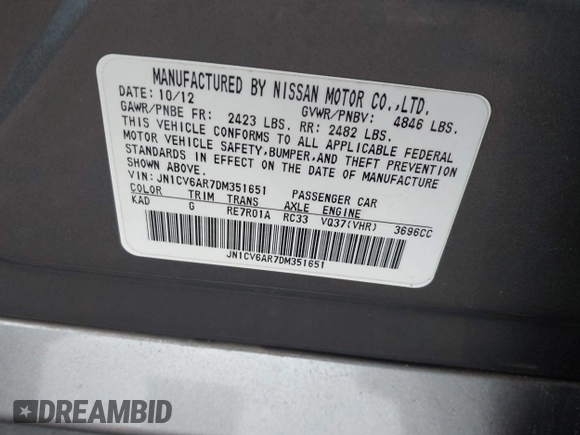 MANUFACTURED BY NISSAN MOTOR CO.,LTD.
DATE: 10/12 GVWR/PNBV: 4846 LBS.
GAWR/PNBE FR: 2423 LBS. RR: 2482 LBS.
THIS VEHICLE CONFORMS TO ALL APPLICABLE FEDERAL
MOTOR VEHICLE SAFETY,BUMPER,AND THEFT PREVENTION
STANDARDS IN EFFECT ON THE DATE OF MANUFACTURE
SHOWN ABOVE.
VIN: JN1CV6AR7DM351651 PASSENGER CAR
COLOR TRIM TRANS AXLE ENGINE
KAD G RE7R01A RC33 VQ37(VHR) 3696CC
JN1CV6AR7DM351651
DREAMBID